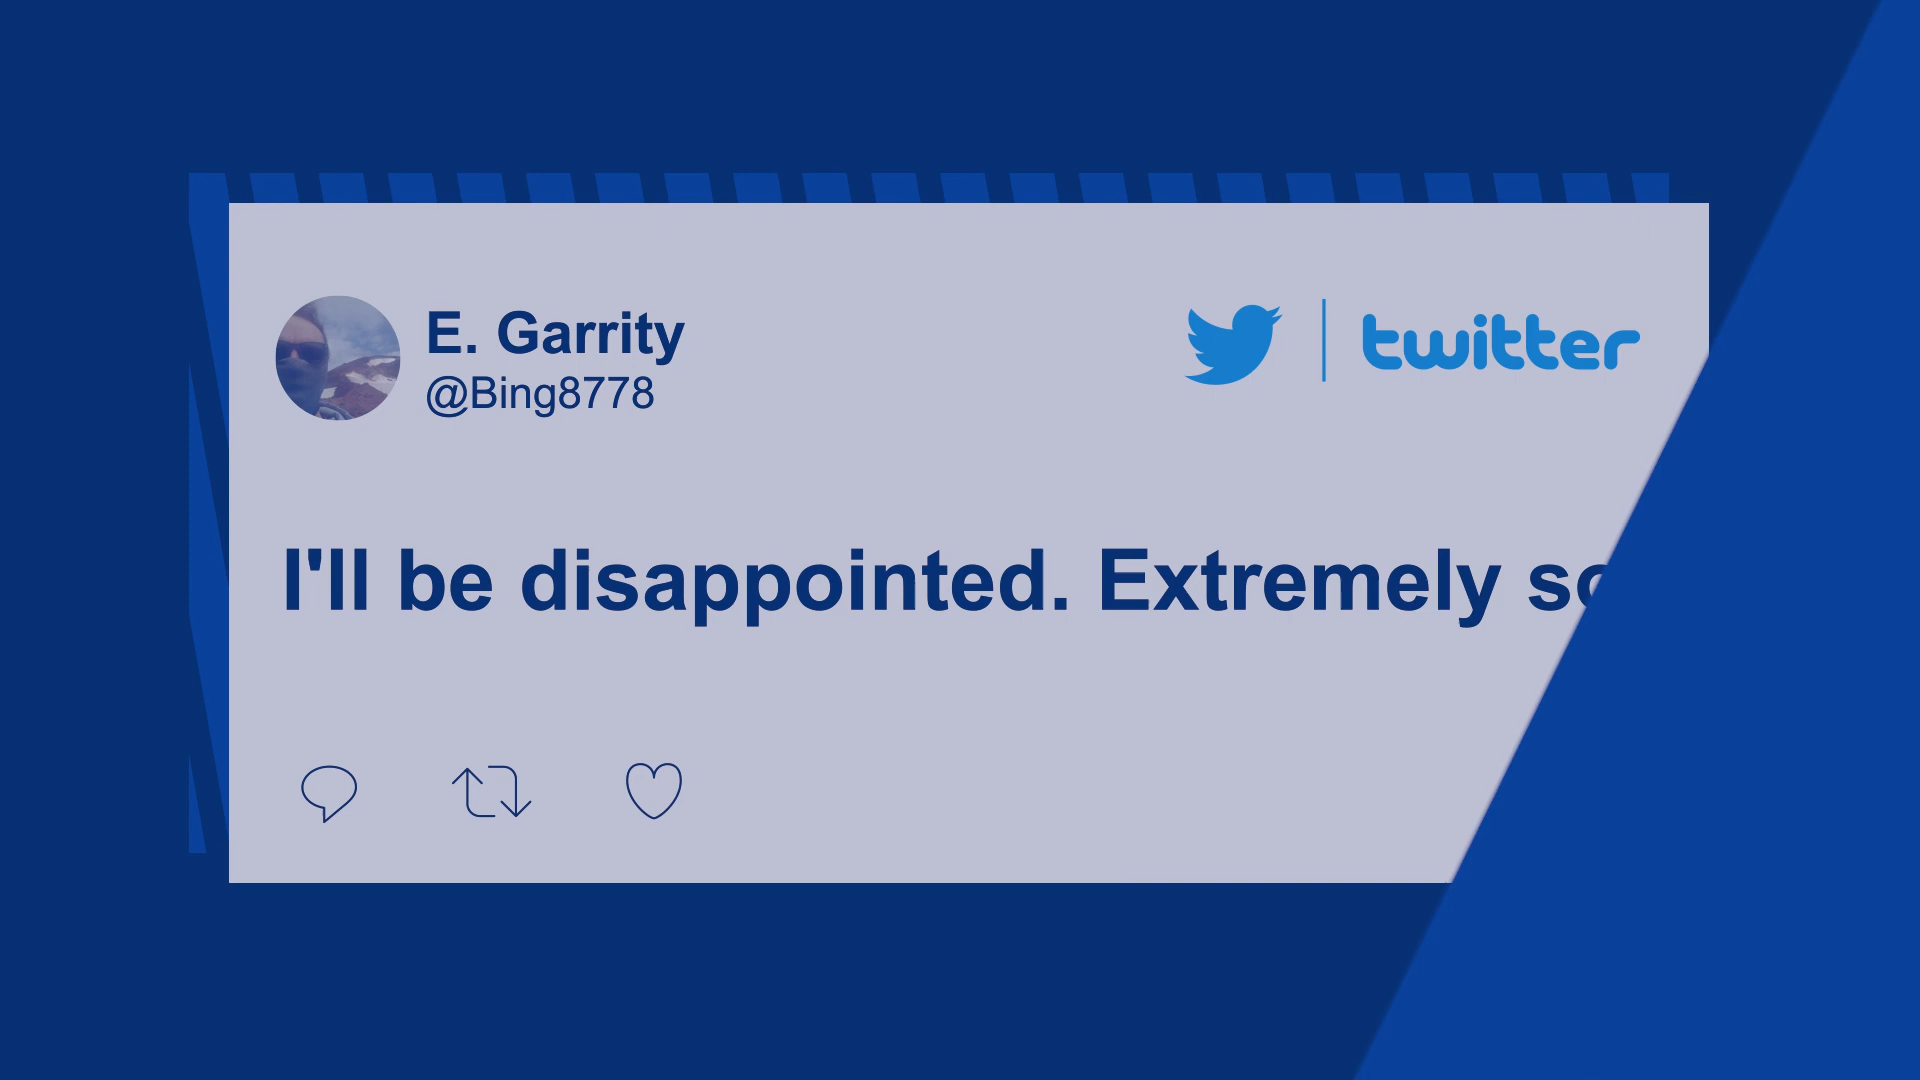 E. Garrity
@Bing8778
twitter
I'll be disappointed. Extremely